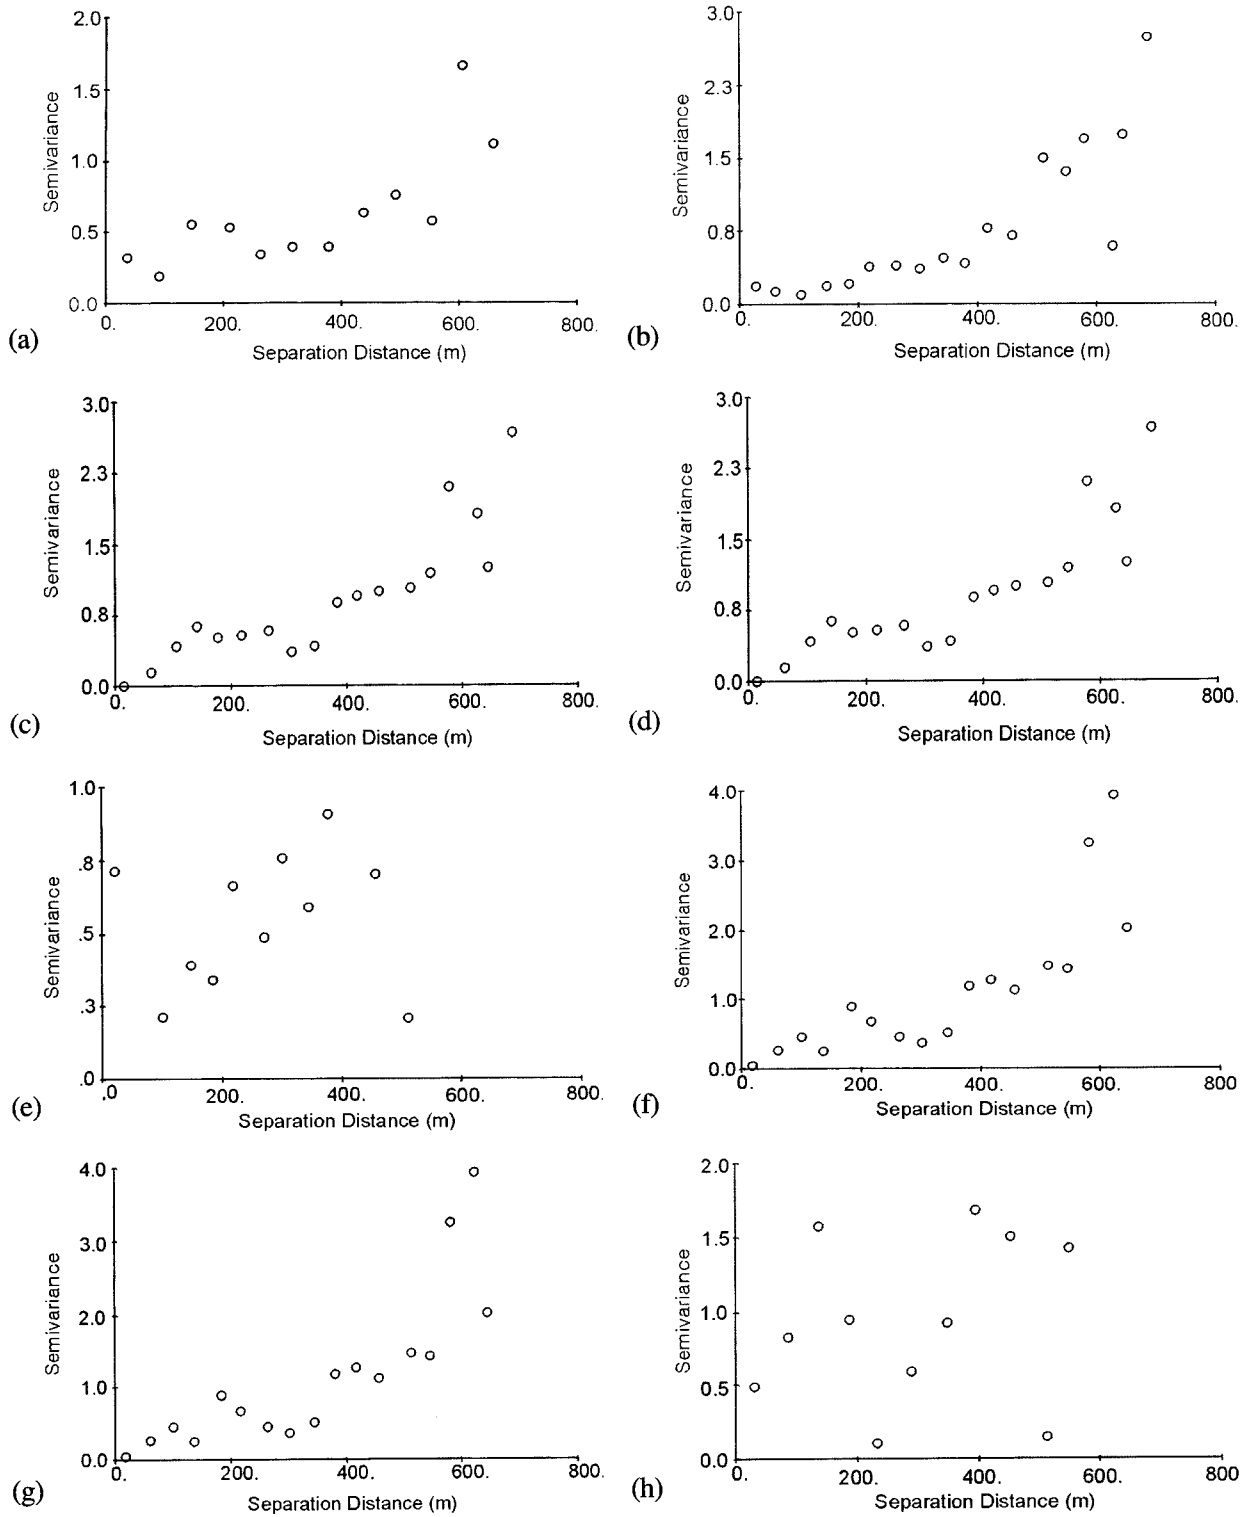 2.0
1.5
1.0
0.5
0.0
Semivariance
0. 200. 400. 600. 800.
Separation Distance (m)
(a)
3.0
2.3
1.5
0.8
0.0
Semivariance
0. 200. 400. 600. 800.
Separation Distance (m)
(b)
3.0
2.3
1.5
0.8
0.0
Semivariance
0. 200. 400. 600. 800.
Separation Distance (m)
(c)
3.0
2.3
1.5
0.8
0.0
Semivariance
0. 200. 400. 600. 800.
Separation Distance (m)
(d)
1.0
.8
.5
.3
.0
Semivariance
.0 200. 400. 600. 800.
Separation Distance (m)
(e)
4.0
3.0
2.0
1.0
0.0
Semivariance
0. 200. 400. 600. 800
Separation Distance (m)
(f)
4.0
3.0
2.0
1.0
0.0
Semivariance
0. 200. 400. 600. 800.
Separation Distance (m)
(g)
2.0
1.5
1.0
0.5
0.0
Semivariance
0. 200. 400. 600. 800
Separation Distance (m)
(h)